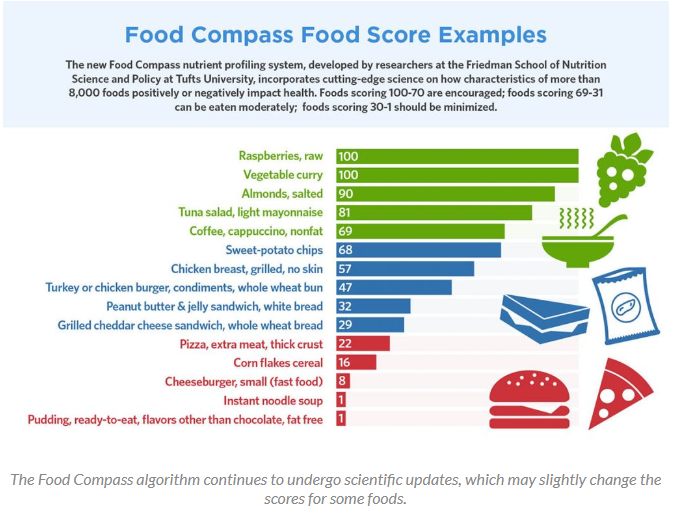 Food Compass Food Score Examples
The new Food Compass nutrient profiling system, developed by researchers at the Friedman School of Nutrition
Science and Policy at Tufts University, incorporates cutting-edge science on how characteristics of more than
8,000 foods positively or negatively impact health. Foods scoring 100-70 are encouraged; foods scoring 69-31
can be eaten moderately; foods scoring 30-1 should be minimized.
Raspberries, raw 100
Vegetable curry 100
Almonds, salted 90
Tuna salad, light mayonnaise 81
Coffee, cappuccino, nonfat 69
Sweet-potato chips 68
Chicken breast, grilled, no skin 57
Turkey or chicken burger, condiments, whole wheat bun 47
Peanut butter & jelly sandwich, white bread 32
Grilled cheddar cheese sandwich, whole wheat bread 29
Pizza, extra meat, thick crust 22
Corn flakes cereal 16
Cheeseburger, small (fast food) 8
Instant noodle soup 1
Pudding, ready-to-eat, flavors other than chocolate, fat free 1
The Food Compass algorithm continues to undergo scientific updates, which may slightly change the
scores for some foods.